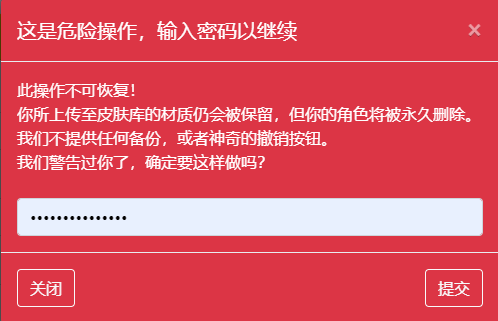 这是危险操作，输入密码以继续
×
此操作不可恢复！
你所上传至皮肤库的材质仍会被保留，但你的角色将被永久删除。
我们不提供任何备份，或者神奇的撤销按钮。
我们警告过你了，确定要这样做吗？
•••••••••••••••
关闭
提交